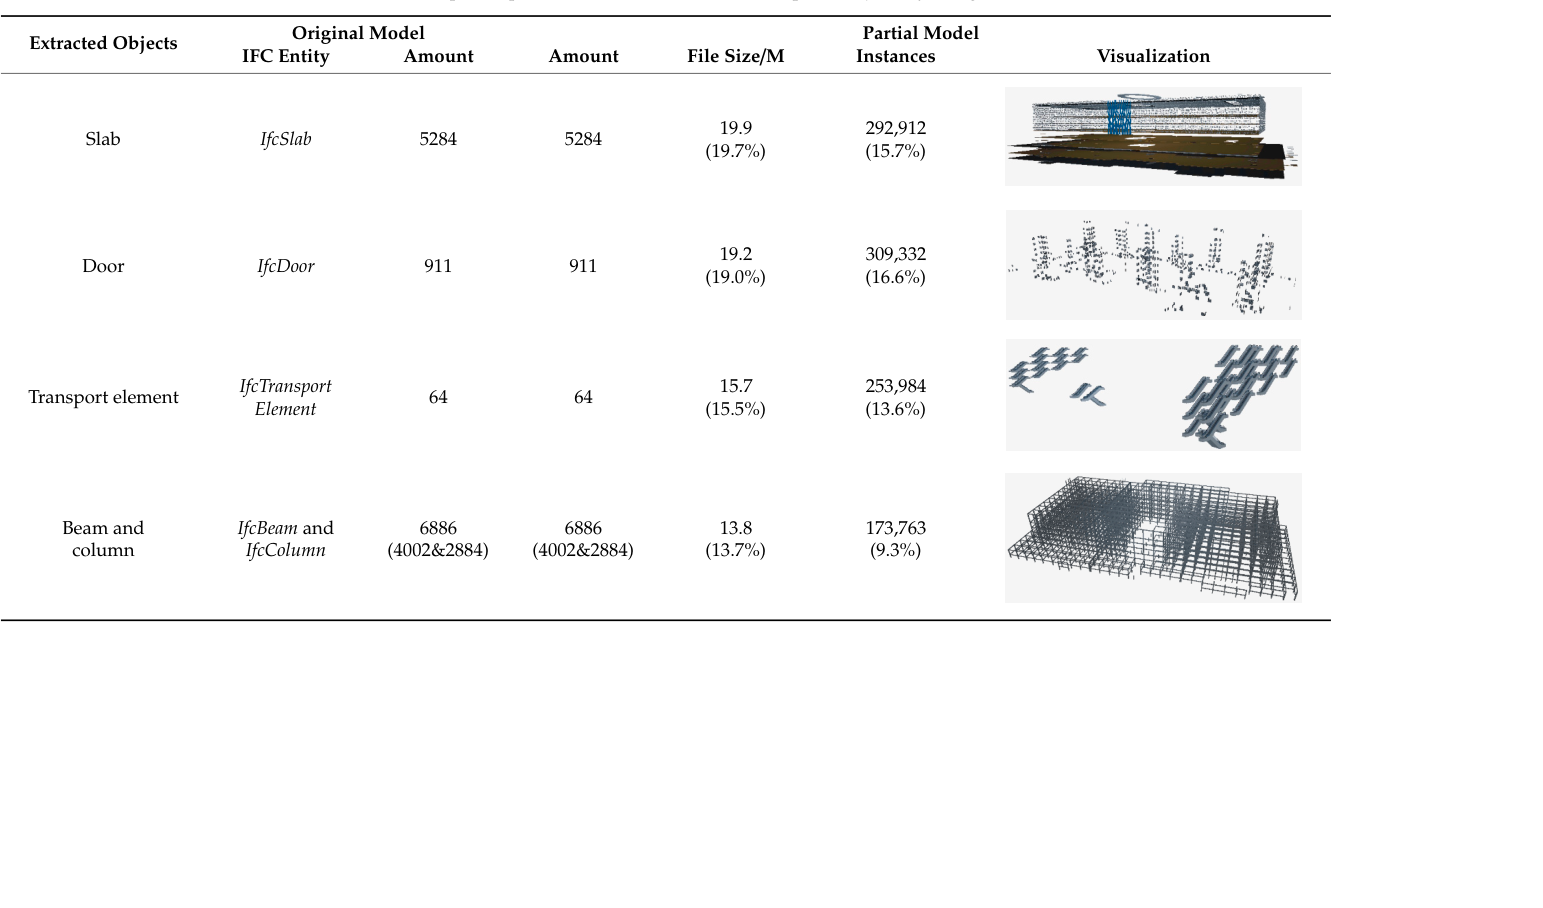 Original Model
Partial Model
Extracted Objects
IFC Entity
Amount
Amount
File Size/M
Instances
Visualization
Slab
IfcSlab
5284
5284
19.9
(19.7%)
292,912
(15.7%)
Door
IfcDoor
911
911
19.2
(19.0%)
309,332
(16.6%)
Transport element
IfcTransport
Element
64
64
15.7
(15.5%)
253,984
(13.6%)
Beam and
column
IfcBeam and
IfcColumn
6886
(4002&2884)
6886
(4002&2884)
13.8
(13.7%)
173,763
(9.3%)